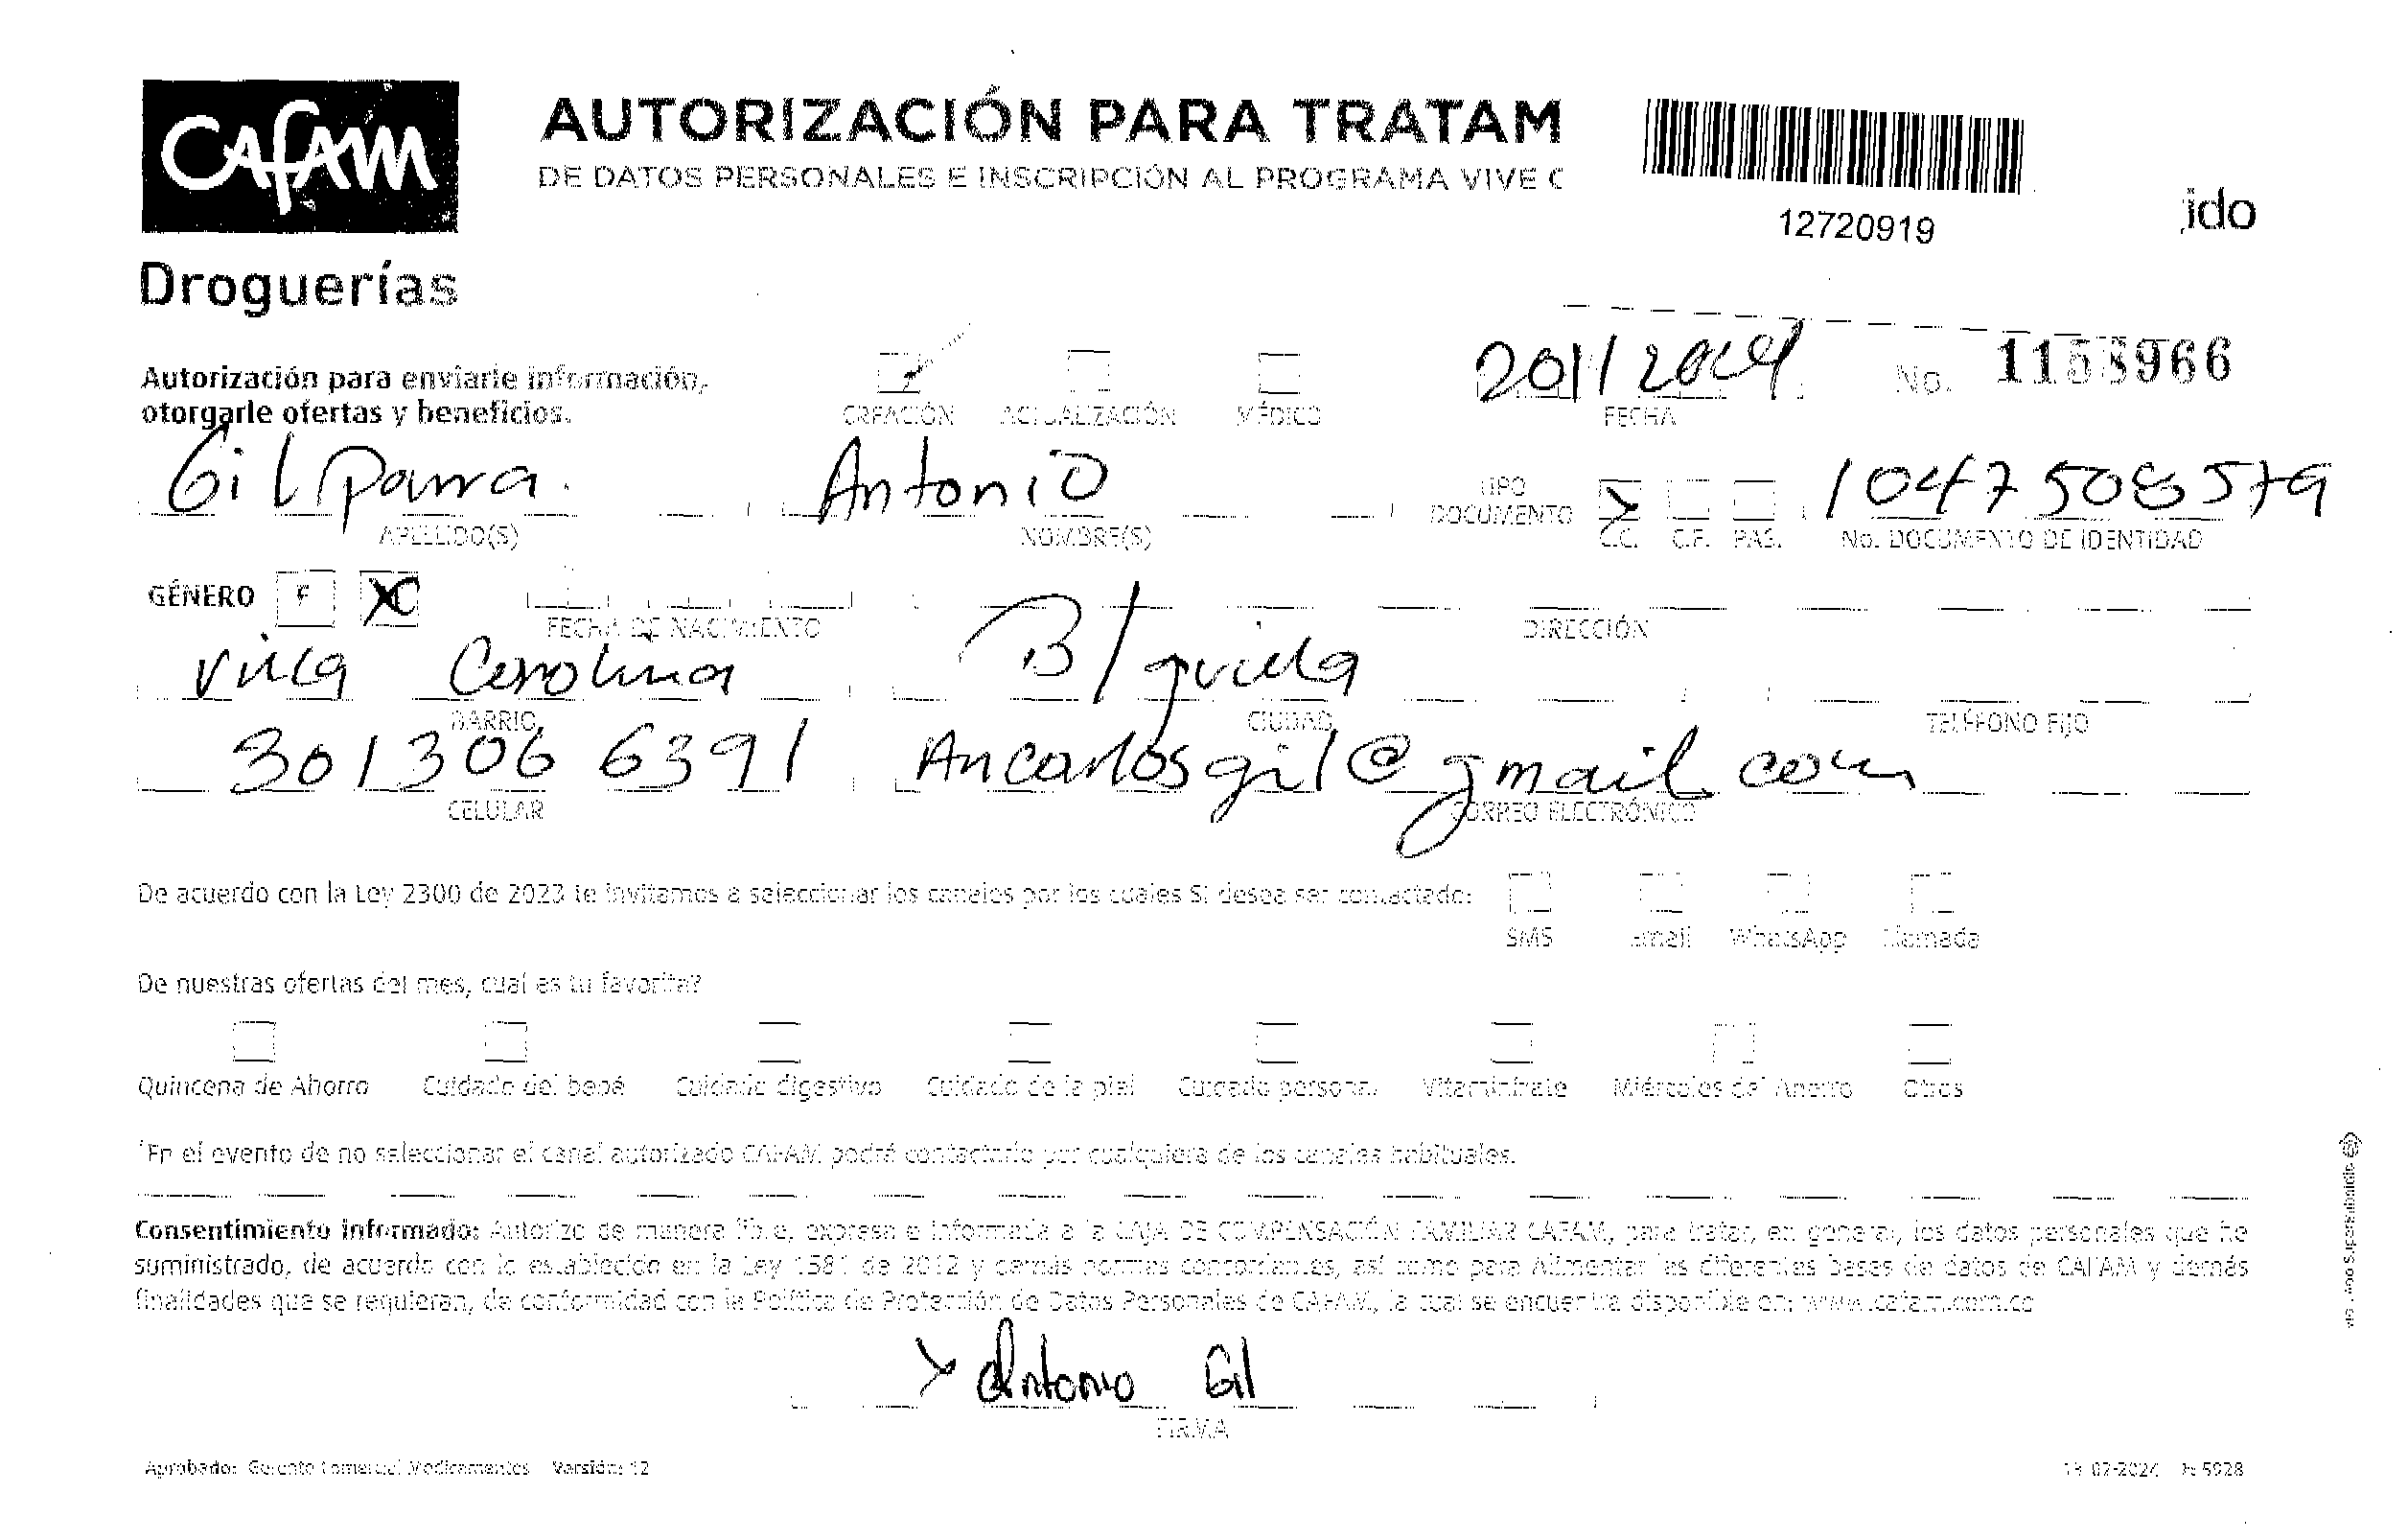 CAFAM
Droguerías
AUTORIZACIÓN PARA TRATAM
DE DATOS PERSONALES E INSCRIPCIÓN AL PROGRAMA VIVE C
12720919
ido
Autorización para enviarle información,
otorgarle ofertas y beneficios.
CREACIÓN ACTUALIZACIÓN MÉDICO
2011 2024
FECHA
No. 1158966
Gil Parra. Antonio
APELLIDO(S) NOMBRE(S)
TIPO
DOCUMENTO
X
C.C. C.E. PAS.
1047508579
No. DOCUMENTO DE IDENTIDAD
GÉNERO F X
FECHA DE NACIMIENTO DIRECCIÓN
Villa Carolina B/quilla
BARRIO CIUDAD TELÉFONO FIJO
301 306 6391 Ancarlosgil@gmail com
CELULAR CORREO ELECTRÓNICO
De acuerdo con la Ley 2300 de 2023 te invitamos a seleccionar los canales por los cuales SI desea ser contactado:
SMS Email WhatsApp Llamada
De nuestras ofertas del mes, cual es tu favorita?
Quincena de Ahorro Cuidado del bebé Cuidado digestivo Cuidado de la piel Cuidado personal Vitamínate Miércoles del Ahorro Otros
*En el evento de no seleccionar el canal autorizado CAFAM podrá contactarlo por cualquiera de los canales habituales.
Consentimiento informado: Autorizo de manera libre, expresa e informada a la CAJA DE COMPENSACIÓN FAMILIAR CAFAM, para tratar, en general, los datos personales que he
suministrado, de acuerdo con lo establecido en la Ley 1581 de 2012 y demás normas concordantes, así como para Alimentar las diferentes bases de datos de CAFAM y demás
finalidades que se requieran, de conformidad con la Política de Protección de Datos Personales de CAFAM, la cual se encuentra disponible en: www.cafam.com.co
X Antonio Gil
FIRMA
Aprobado: Gerente Comercial Medicamentos Versión: 12
13-02-2024 5928